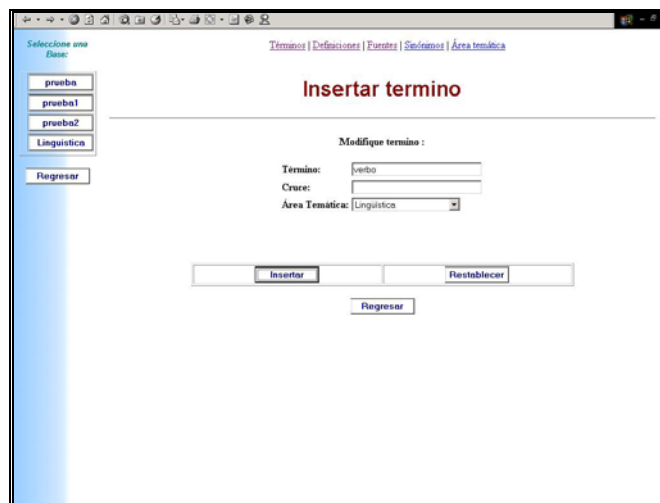 Seleccione una
Base:
prueba
prueba1
prueba2
Linguistica
Regresar
Términos | Definiciones | Fuentes | Sinónimos | Área temática
Insertar termino
Modifique termino :
Término: verbo
Cruce:
Área Temática: Lingüística
Insertar Restablecer
Regresar